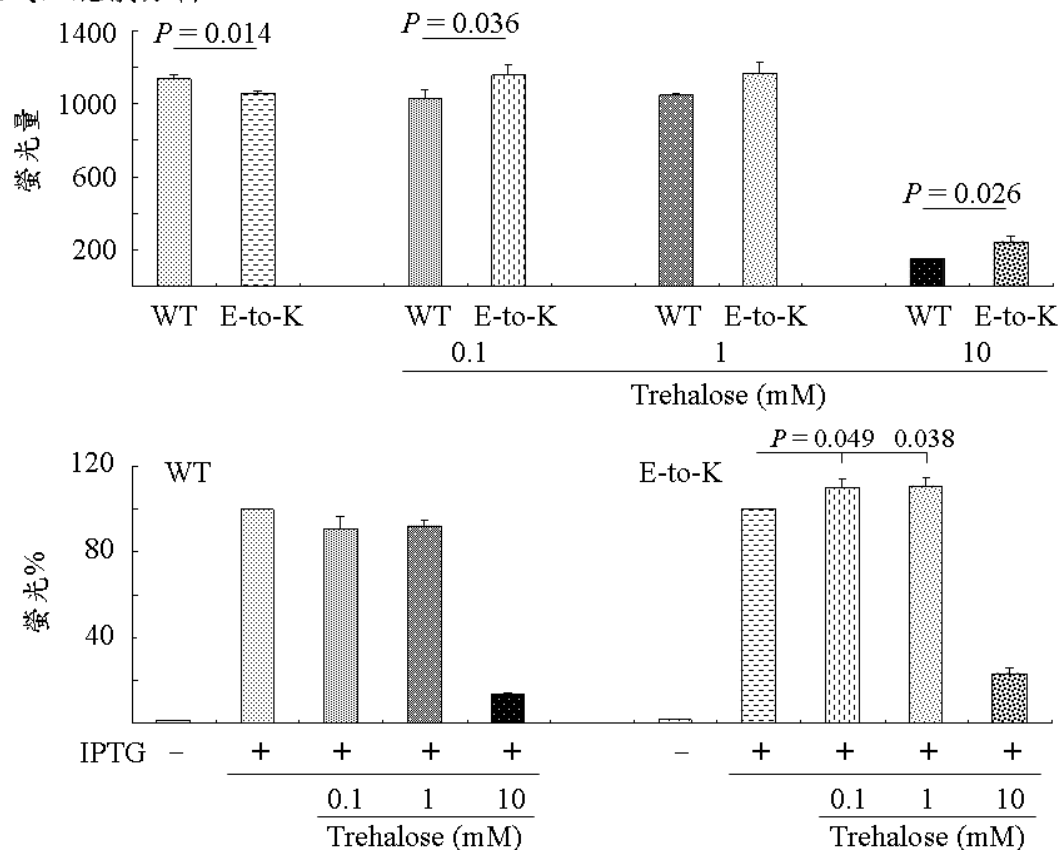 1400
1000
600
200
螢光量
P = 0.014
P = 0.036
P = 0.026
WT E-to-K WT E-to-K WT E-to-K WT E-to-K
0.1 1 10
Trehalose (mM)
120
80
40
螢光%
WT
E-to-K
P = 0.049 0.038
IPTG – + + + + – + + + +
0.1 1 10 0.1 1 10
Trehalose (mM) Trehalose (mM)